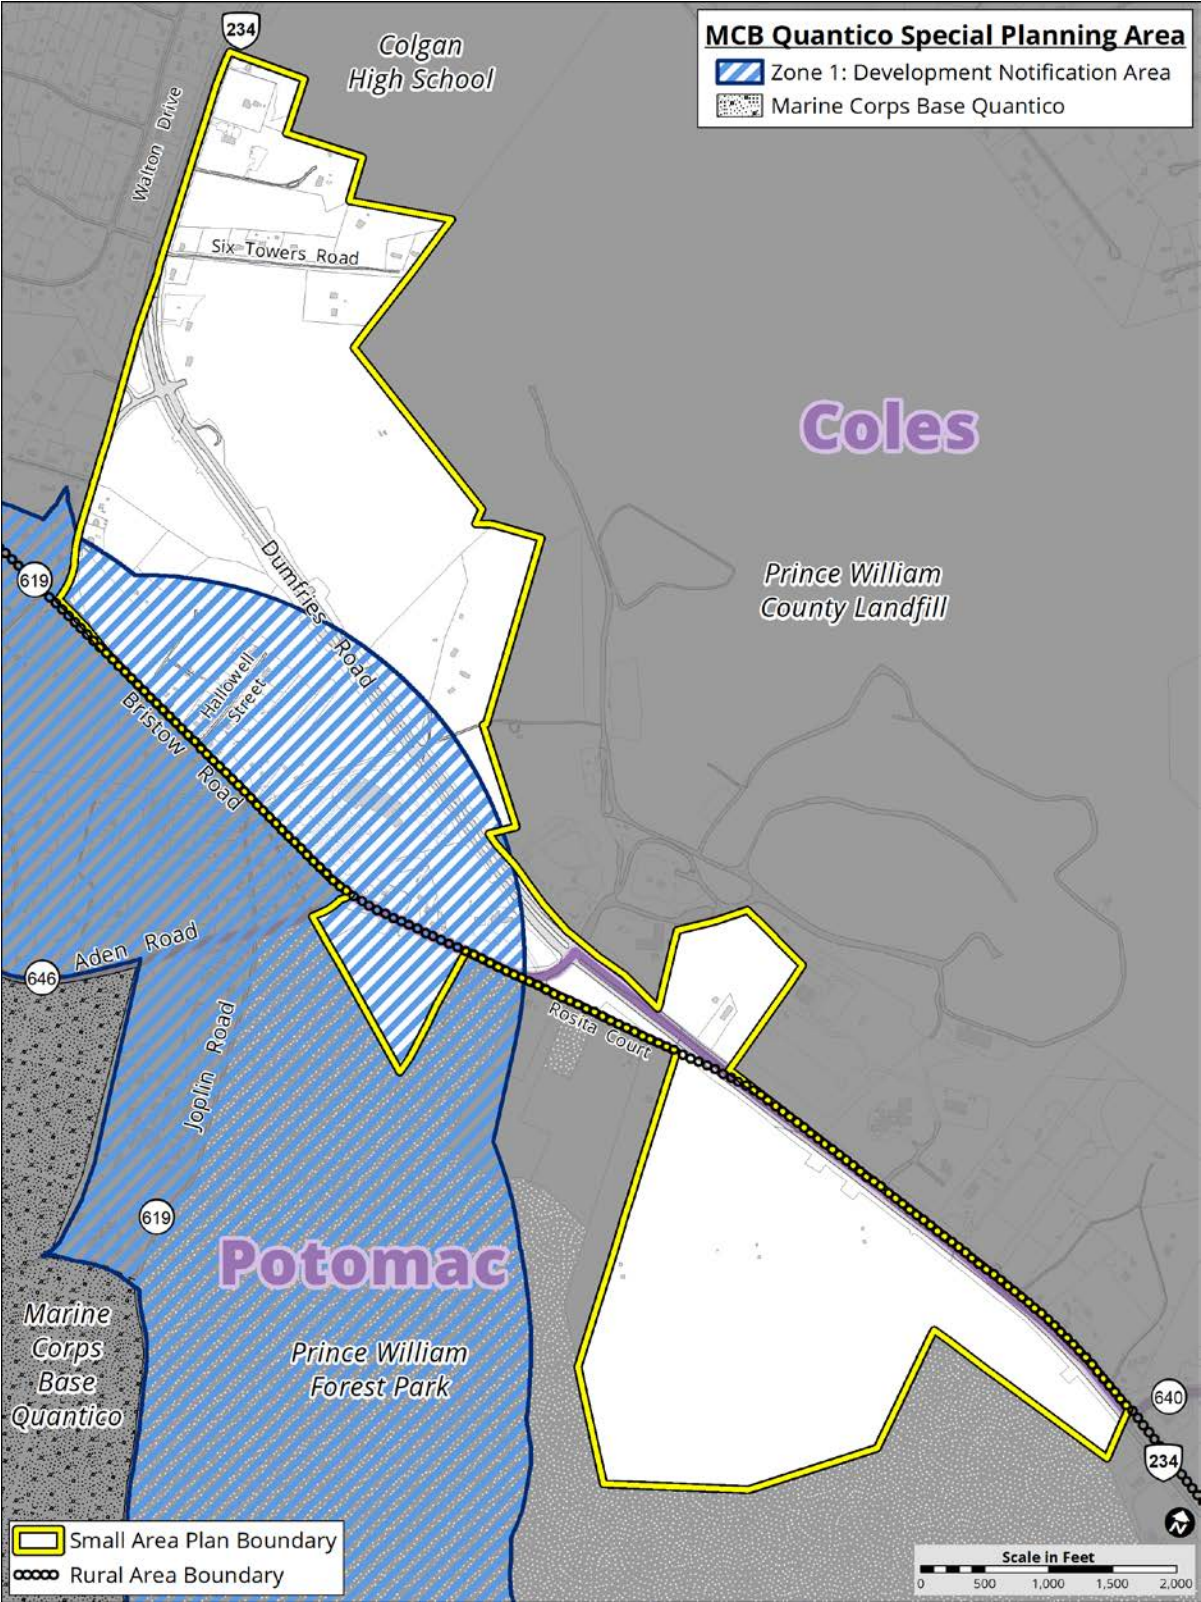 234
Colgan
High School
MCB Quantico Special Planning Area
Zone 1: Development Notification Area
Marine Corps Base Quantico
Walton Drive
Six Towers Road
Coles
Dumfries Road
Prince William
County Landfill
619
Hallowell
Street
Bristow Road
Aden Road
646
Rosita Court
Joplin Road
619
Potomac
Marine
Corps
Base
Quantico
Prince William
Forest Park
640
234
N
Small Area Plan Boundary
Rural Area Boundary
Scale in Feet
0 500 1,000 1,500 2,000